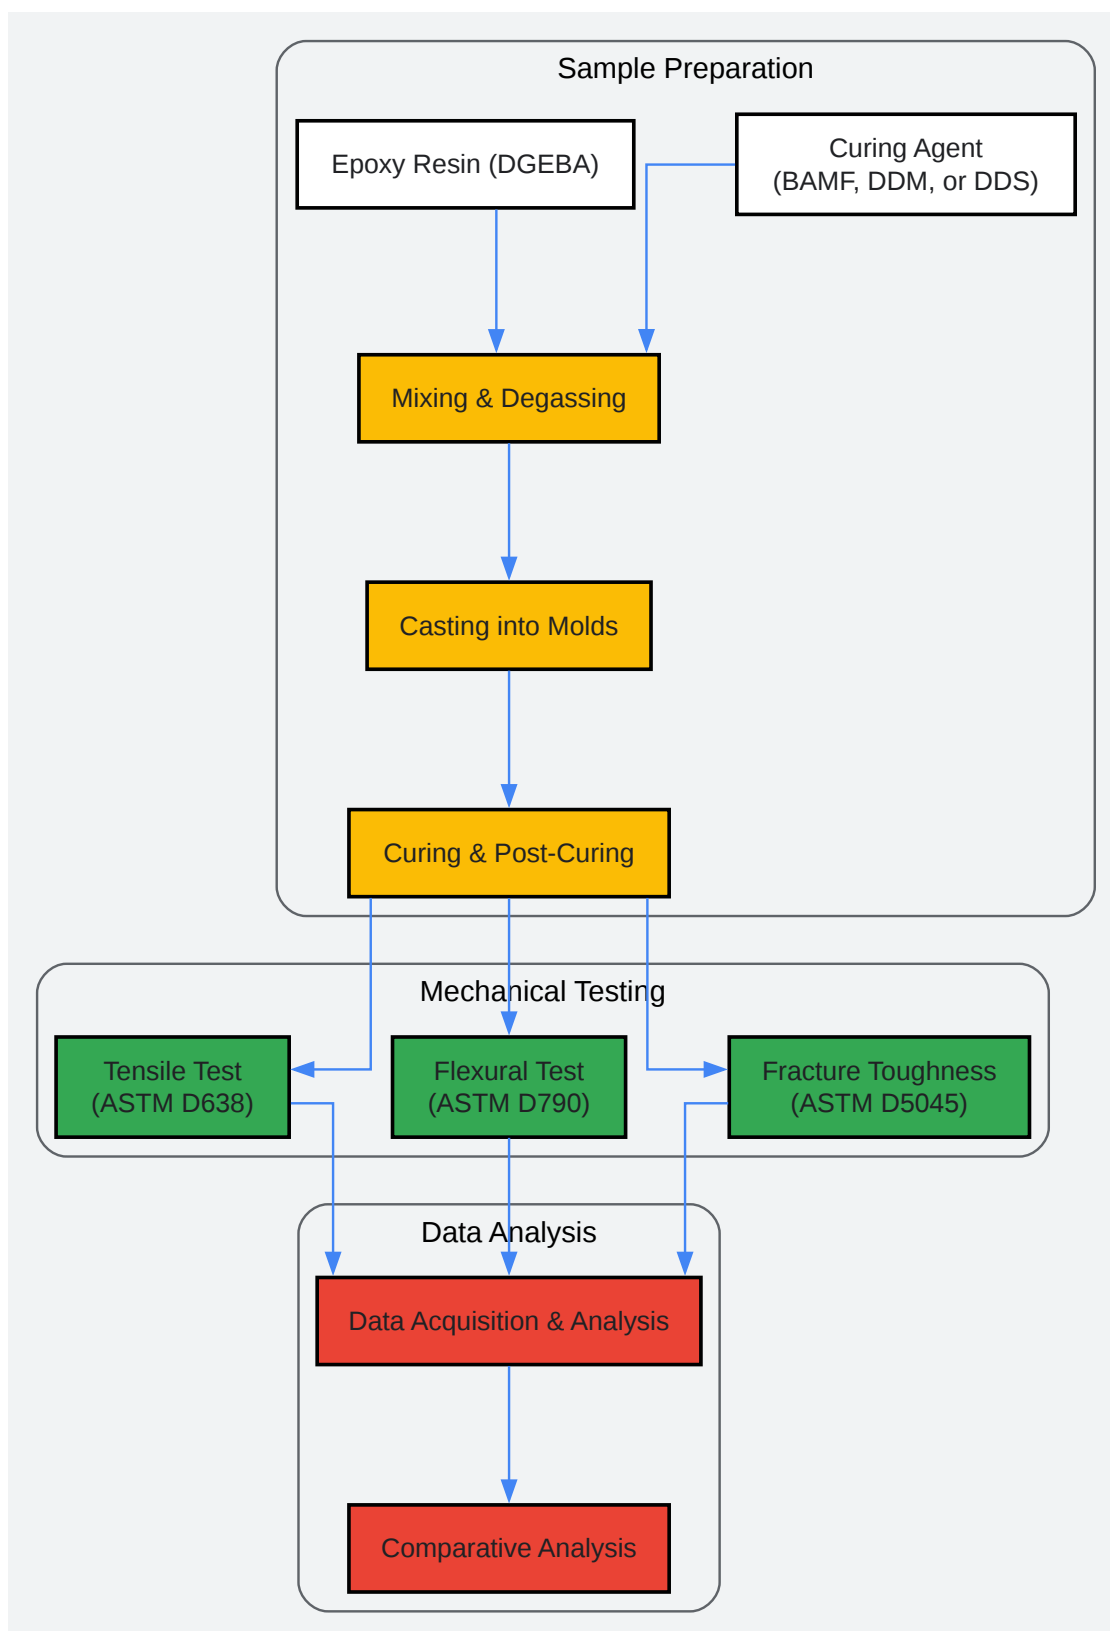 Sample Preparation
Epoxy Resin (DGEBA)
Curing Agent
(BAMF, DDM, or DDS)
Mixing & Degassing
Casting into Molds
Curing & Post-Curing
Mechanical Testing
Tensile Test
(ASTM D638)
Flexural Test
(ASTM D790)
Fracture Toughness
(ASTM D5045)
Data Analysis
Data Acquisition & Analysis
Comparative Analysis